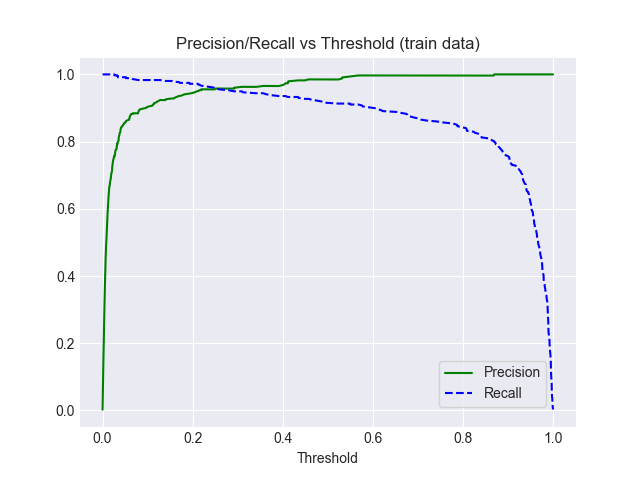 Precision/Recall vs Threshold (train data)
1.0
0.8
0.6
0.4
0.2
0.0
Precision
Recall
0.0 0.2 0.4 0.6 0.8 1.0
Threshold